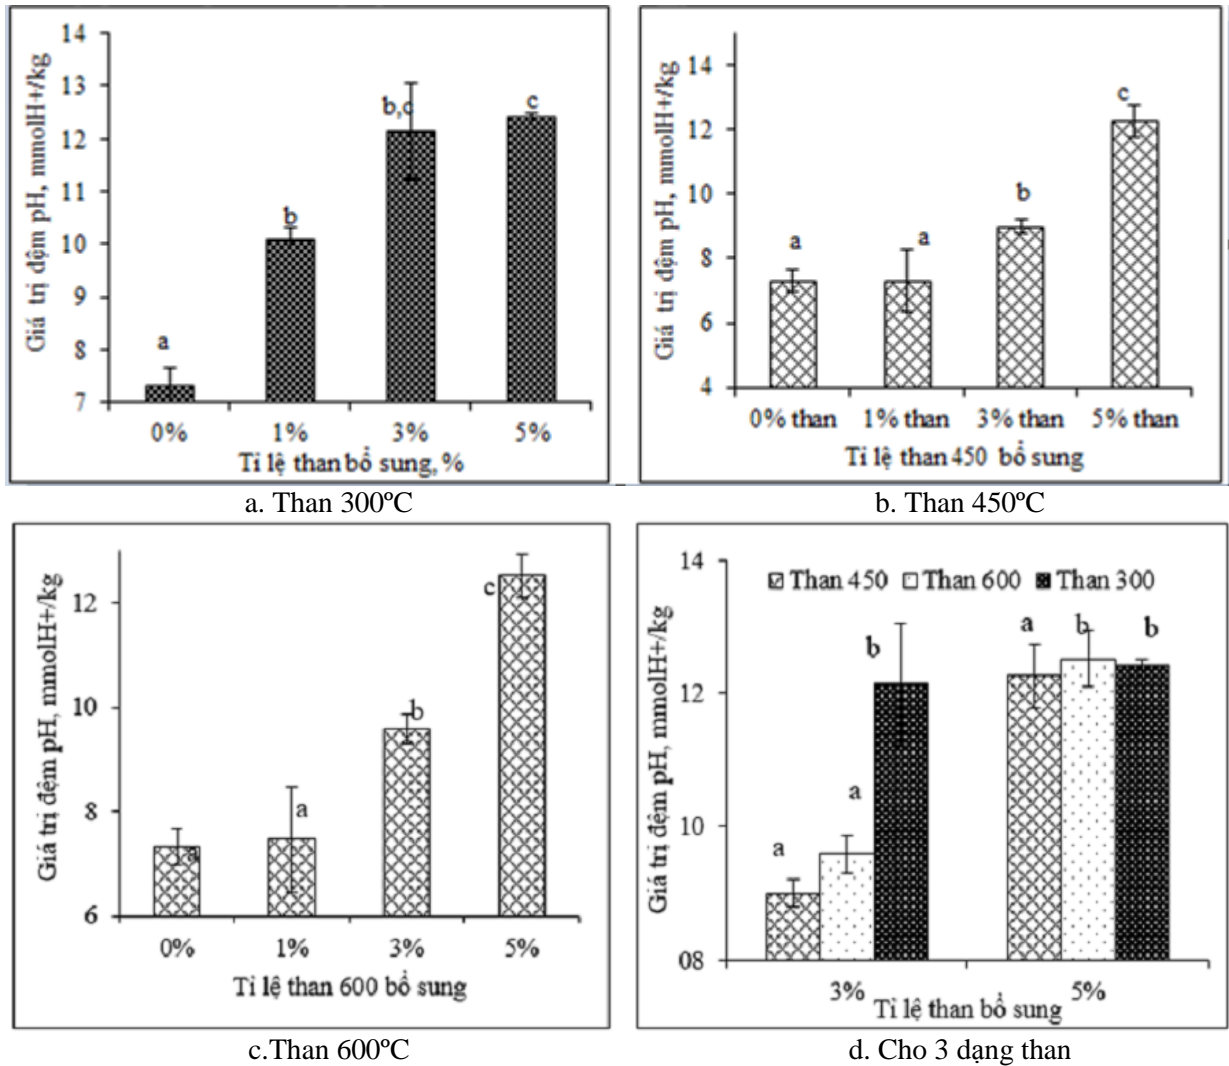 Giá trị đệm pH, mmolH+/kg
14
13
12
11
10
9
8
7
a
b
b,c
c
0% 1% 3% 5%
Tỉ lệ than bổ sung, %
a. Than 300ºC
Giá trị đệm pH, mmolH+/kg
14
12
10
8
6
4
a
a
b
c
0% than 1% than 3% than 5% than
Tỉ lệ than 450 bổ sung
b. Than 450ºC
Giá trị đệm pH, mmolH+/kg
12
10
8
6
a
a
b
c
0% 1% 3% 5%
Tỉ lệ than 600 bổ sung
c.Than 600ºC
Giá trị đệm pH, mmolH+/kg
14
12
10
08
Than 450 Than 600 Than 300
a
a
b
a
b
b
3% 5%
Tỉ lệ than bổ sung
d. Cho 3 dạng than